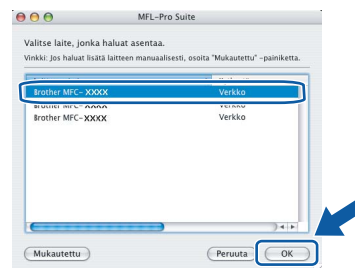 MFL-Pro Suite
Valitse laite, jonka haluat asentaa.
Vinkki: Jos haluat lisätä laitteen manuaalisesti, osoita "Mukautettu" -painiketta.
Brother MFC- XXXX Verkko
Brother MFC-XXXX Verkko
Brother MFC-XXXX Verkko
Mukautettu
Peruuta
OK